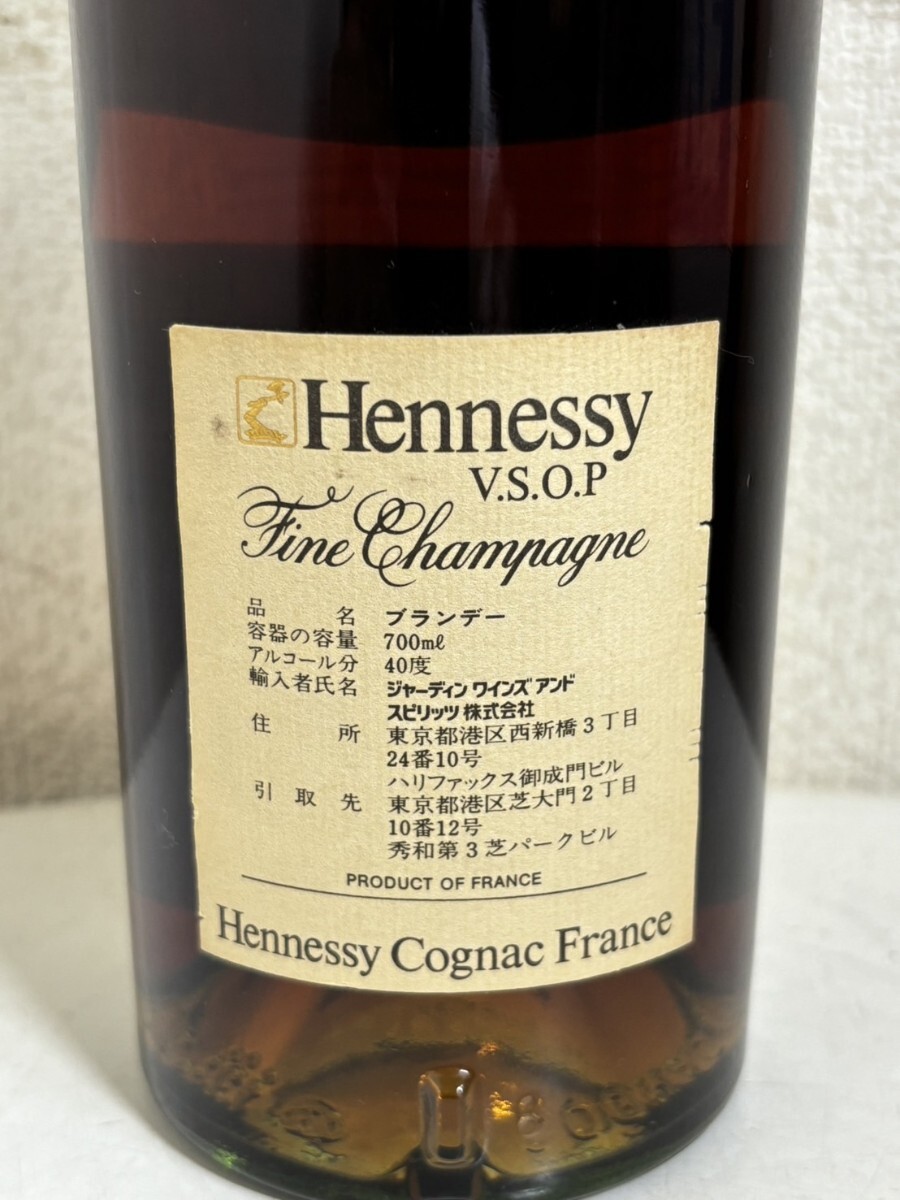 Hennessy
V.S.O.P
Fine Champagne
品名 ブランデー
容器の容量 700mℓ
アルコール分 40度
輸入者氏名 ジャーディン ワインズ アンド
スピリッツ 株式会社
住所 東京都港区西新橋3丁目
24番10号
ハリファックス御成門ビル
引取先 東京都港区芝大門2丁目
10番12号
秀和第3芝パークビル
PRODUCT OF FRANCE
Hennessy Cognac France